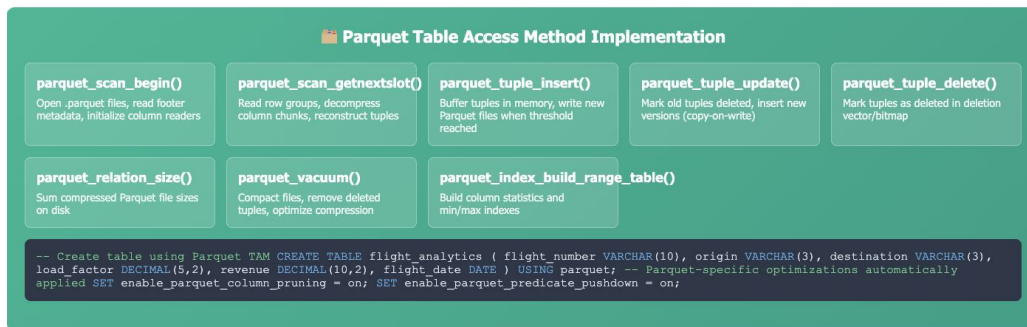 Parquet Table Access Method Implementation
parquet_scan_begin()
Open .parquet files, read footer
metadata, initialize column readers
parquet_scan_getnextslot()
Read row groups, decompress
column chunks, reconstruct tuples
parquet_tuple_insert()
Buffer tuples in memory, write new
Parquet files when threshold
reached
parquet_tuple_update()
Mark old tuples deleted, insert new
versions (copy-on-write)
parquet_tuple_delete()
Mark tuples as deleted in deletion
vector/bitmap
parquet_relation_size()
Sum compressed Parquet file sizes
on disk
parquet_vacuum()
Compact files, remove deleted
tuples, optimize compression
parquet_index_build_range_table()
Build column statistics and
min/max indexes
-- Create table using Parquet TAM CREATE TABLE flight_analytics ( flight_number VARCHAR(10), origin VARCHAR(3), destination VARCHAR(3),
load_factor DECIMAL(5,2), revenue DECIMAL(10,2), flight_date DATE ) USING parquet; -- Parquet-specific optimizations automatically
applied SET enable_parquet_column_pruning = on; SET enable_parquet_predicate_pushdown = on;